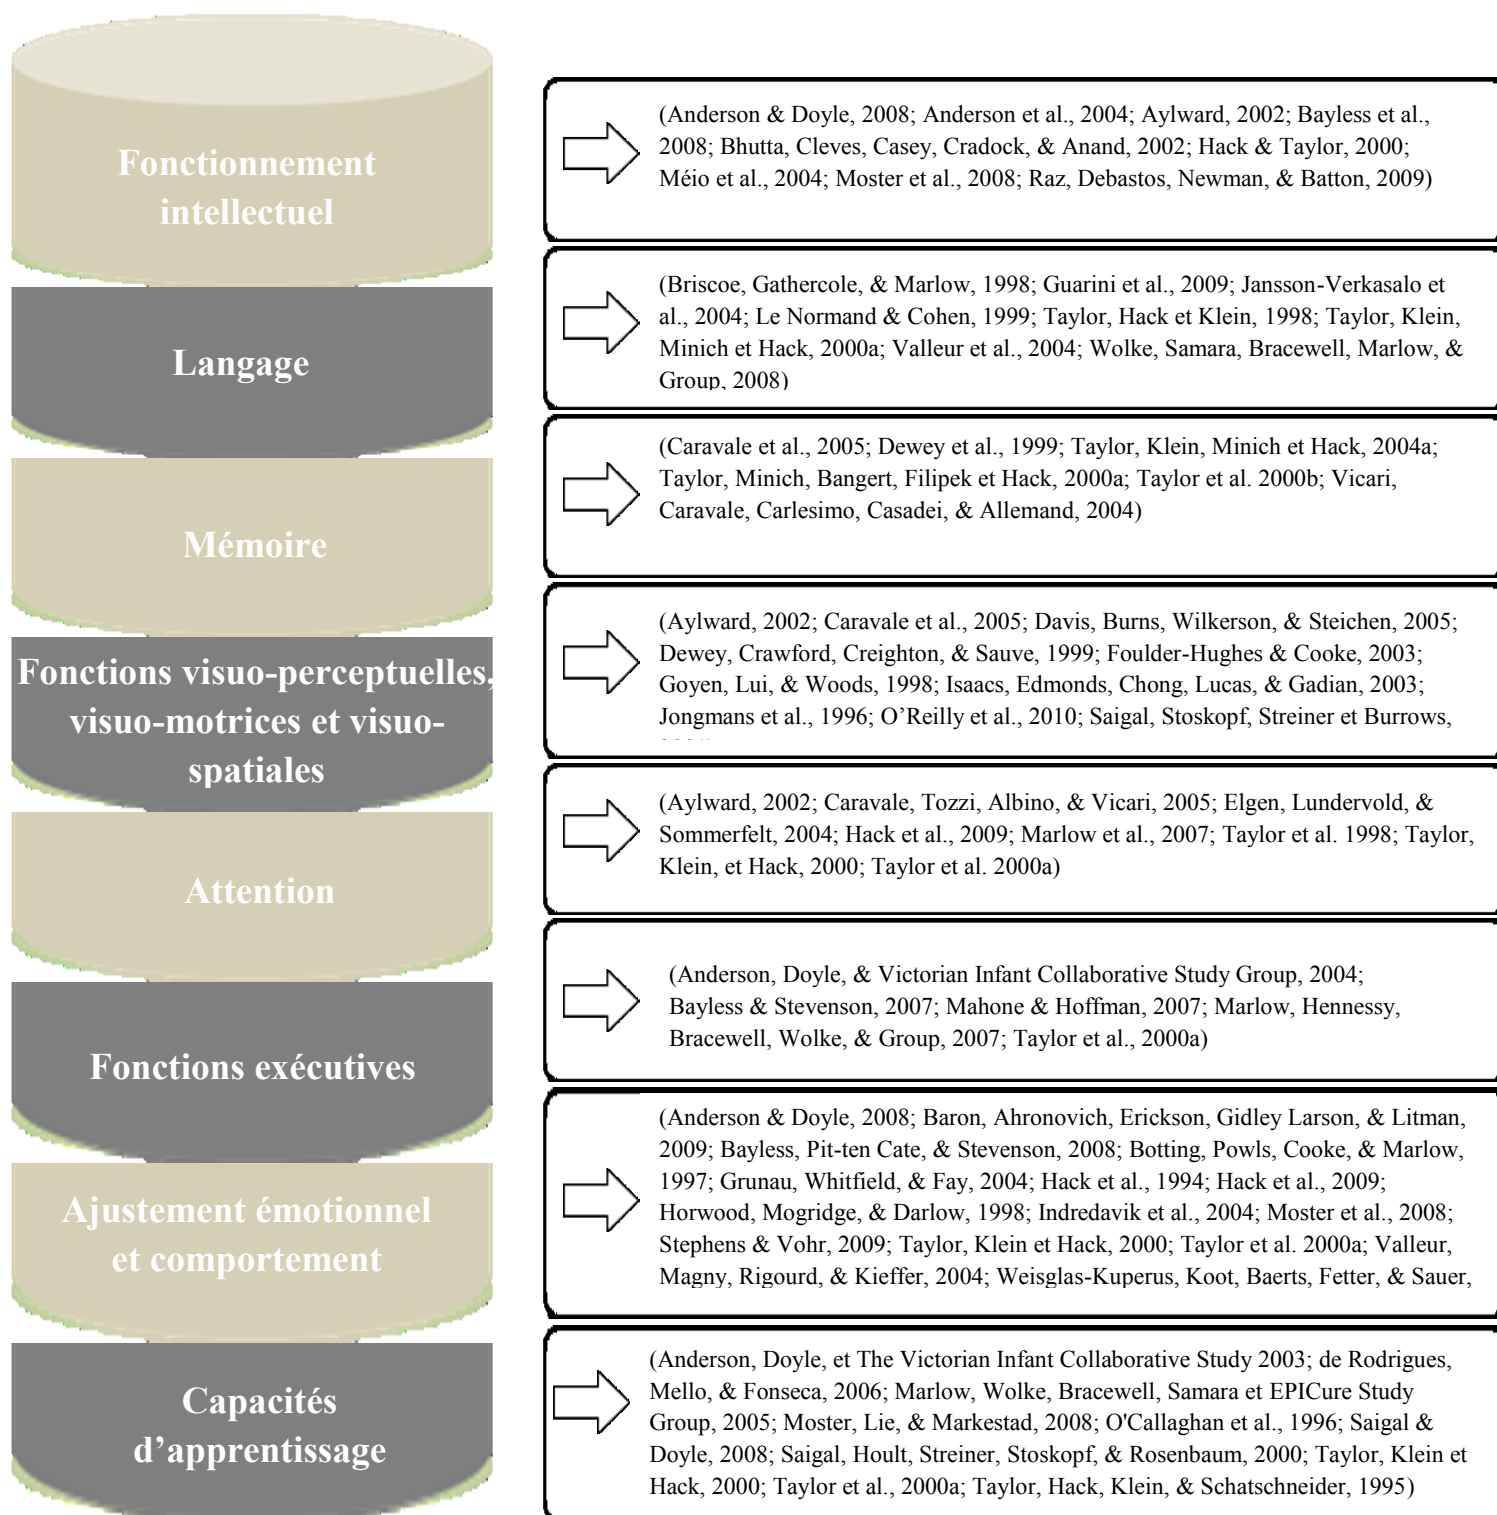 Fonctionnement
intellectuel
(Anderson & Doyle, 2008; Anderson et al., 2004; Aylward, 2002; Bayless et al.,
2008; Bhutta, Cleves, Casey, Cradock, & Anand, 2002; Hack & Taylor, 2000;
Méio et al., 2004; Moster et al., 2008; Raz, Debastos, Newman, & Batton, 2009)
Langage
(Briscoe, Gathercole, & Marlow, 1998; Guarini et al., 2009; Jansson-Verkasalo et
al., 2004; Le Normand & Cohen, 1999; Taylor, Hack et Klein, 1998; Taylor, Klein,
Minich et Hack, 2000a; Valleur et al., 2004; Wolke, Samara, Bracewell, Marlow, &
Group, 2008)
Mémoire
(Caravale et al., 2005; Dewey et al., 1999; Taylor, Klein, Minich et Hack, 2004a;
Taylor, Minich, Bangert, Filipek et Hack, 2000a; Taylor et al. 2000b; Vicari,
Caravale, Carlesimo, Casadei, & Allemand, 2004)
Fonctions visuo-perceptuelles,
visuo-motrices et visuo-
spatiales
(Aylward, 2002; Caravale et al., 2005; Davis, Burns, Wilkerson, & Steichen, 2005;
Dewey, Crawford, Creighton, & Sauve, 1999; Foulder-Hughes & Cooke, 2003;
Goyen, Lui, & Woods, 1998; Isaacs, Edmonds, Chong, Lucas, & Gadian, 2003;
Jongmans et al., 1996; O’Reilly et al., 2010; Saigal, Stoskopf, Streiner et Burrows,
Attention
(Aylward, 2002; Caravale, Tozzi, Albino, & Vicari, 2005; Elgen, Lundervold, &
Sommerfelt, 2004; Hack et al., 2009; Marlow et al., 2007; Taylor et al. 1998; Taylor,
Klein, et Hack, 2000; Taylor et al. 2000a)
Fonctions exécutives
(Anderson, Doyle, & Victorian Infant Collaborative Study Group, 2004;
Bayless & Stevenson, 2007; Mahone & Hoffman, 2007; Marlow, Hennessy,
Bracewell, Wolke, & Group, 2007; Taylor et al., 2000a)
Ajustement émotionnel
et comportement
(Anderson & Doyle, 2008; Baron, Ahronovich, Erickson, Gidley Larson, & Litman,
2009; Bayless, Pit-ten Cate, & Stevenson, 2008; Botting, Powls, Cooke, & Marlow,
1997; Grunau, Whitfield, & Fay, 2004; Hack et al., 1994; Hack et al., 2009;
Horwood, Mogridge, & Darlow, 1998; Indredavik et al., 2004; Moster et al., 2008;
Stephens & Vohr, 2009; Taylor, Klein et Hack, 2000; Taylor et al. 2000a; Valleur,
Magny, Rigourd, & Kieffer, 2004; Weisglas-Kuperus, Koot, Baerts, Fetter, & Sauer,
Capacités
d’apprentissage
(Anderson, Doyle, et The Victorian Infant Collaborative Study 2003; de Rodrigues,
Mello, & Fonseca, 2006; Marlow, Wolke, Bracewell, Samara et EPICure Study
Group, 2005; Moster, Lie, & Markestad, 2008; O'Callaghan et al., 1996; Saigal &
Doyle, 2008; Saigal, Hoult, Streiner, Stoskopf, & Rosenbaum, 2000; Taylor, Klein et
Hack, 2000; Taylor et al., 2000a; Taylor, Hack, Klein, & Schatschneider, 1995)